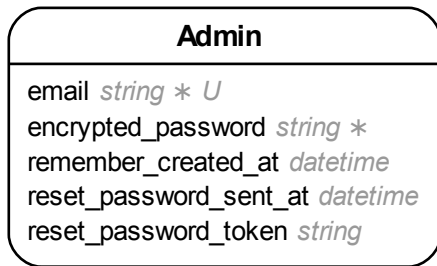 Admin
email string ∗ U
encrypted_password string ∗
remember_created_at datetime
reset_password_sent_at datetime
reset_password_token string